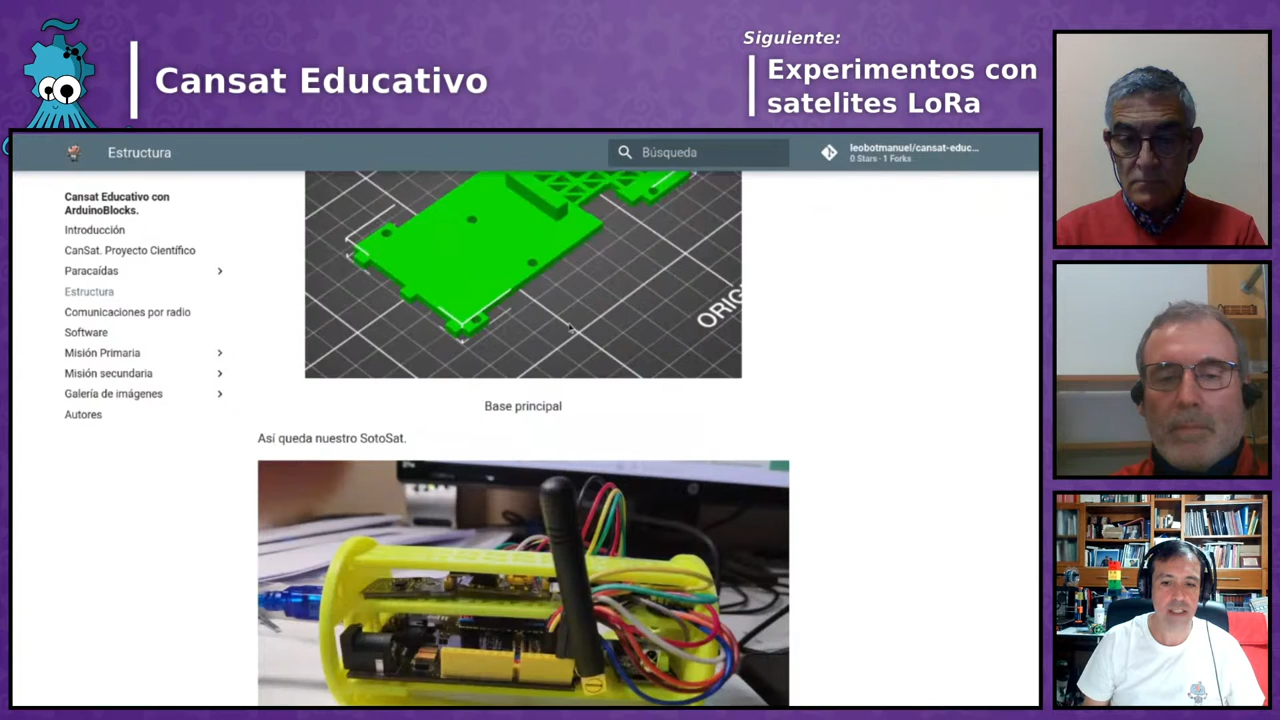 Cansat Educativo
Siguiente:
Experimentos con
satelites LoRa
Estructura
Búsqueda
leobotmanuel/cansat-educ...
0 Stars · 1 Forks
Cansat Educativo con
ArduinoBlocks.
Introducción
CanSat. Proyecto Científico
Paracaídas
Estructura
Comunicaciones por radio
Software
Misión Primaria
Misión secundaria
Galería de imágenes
Autores
ORIG
Base principal
Así queda nuestro SotoSat.